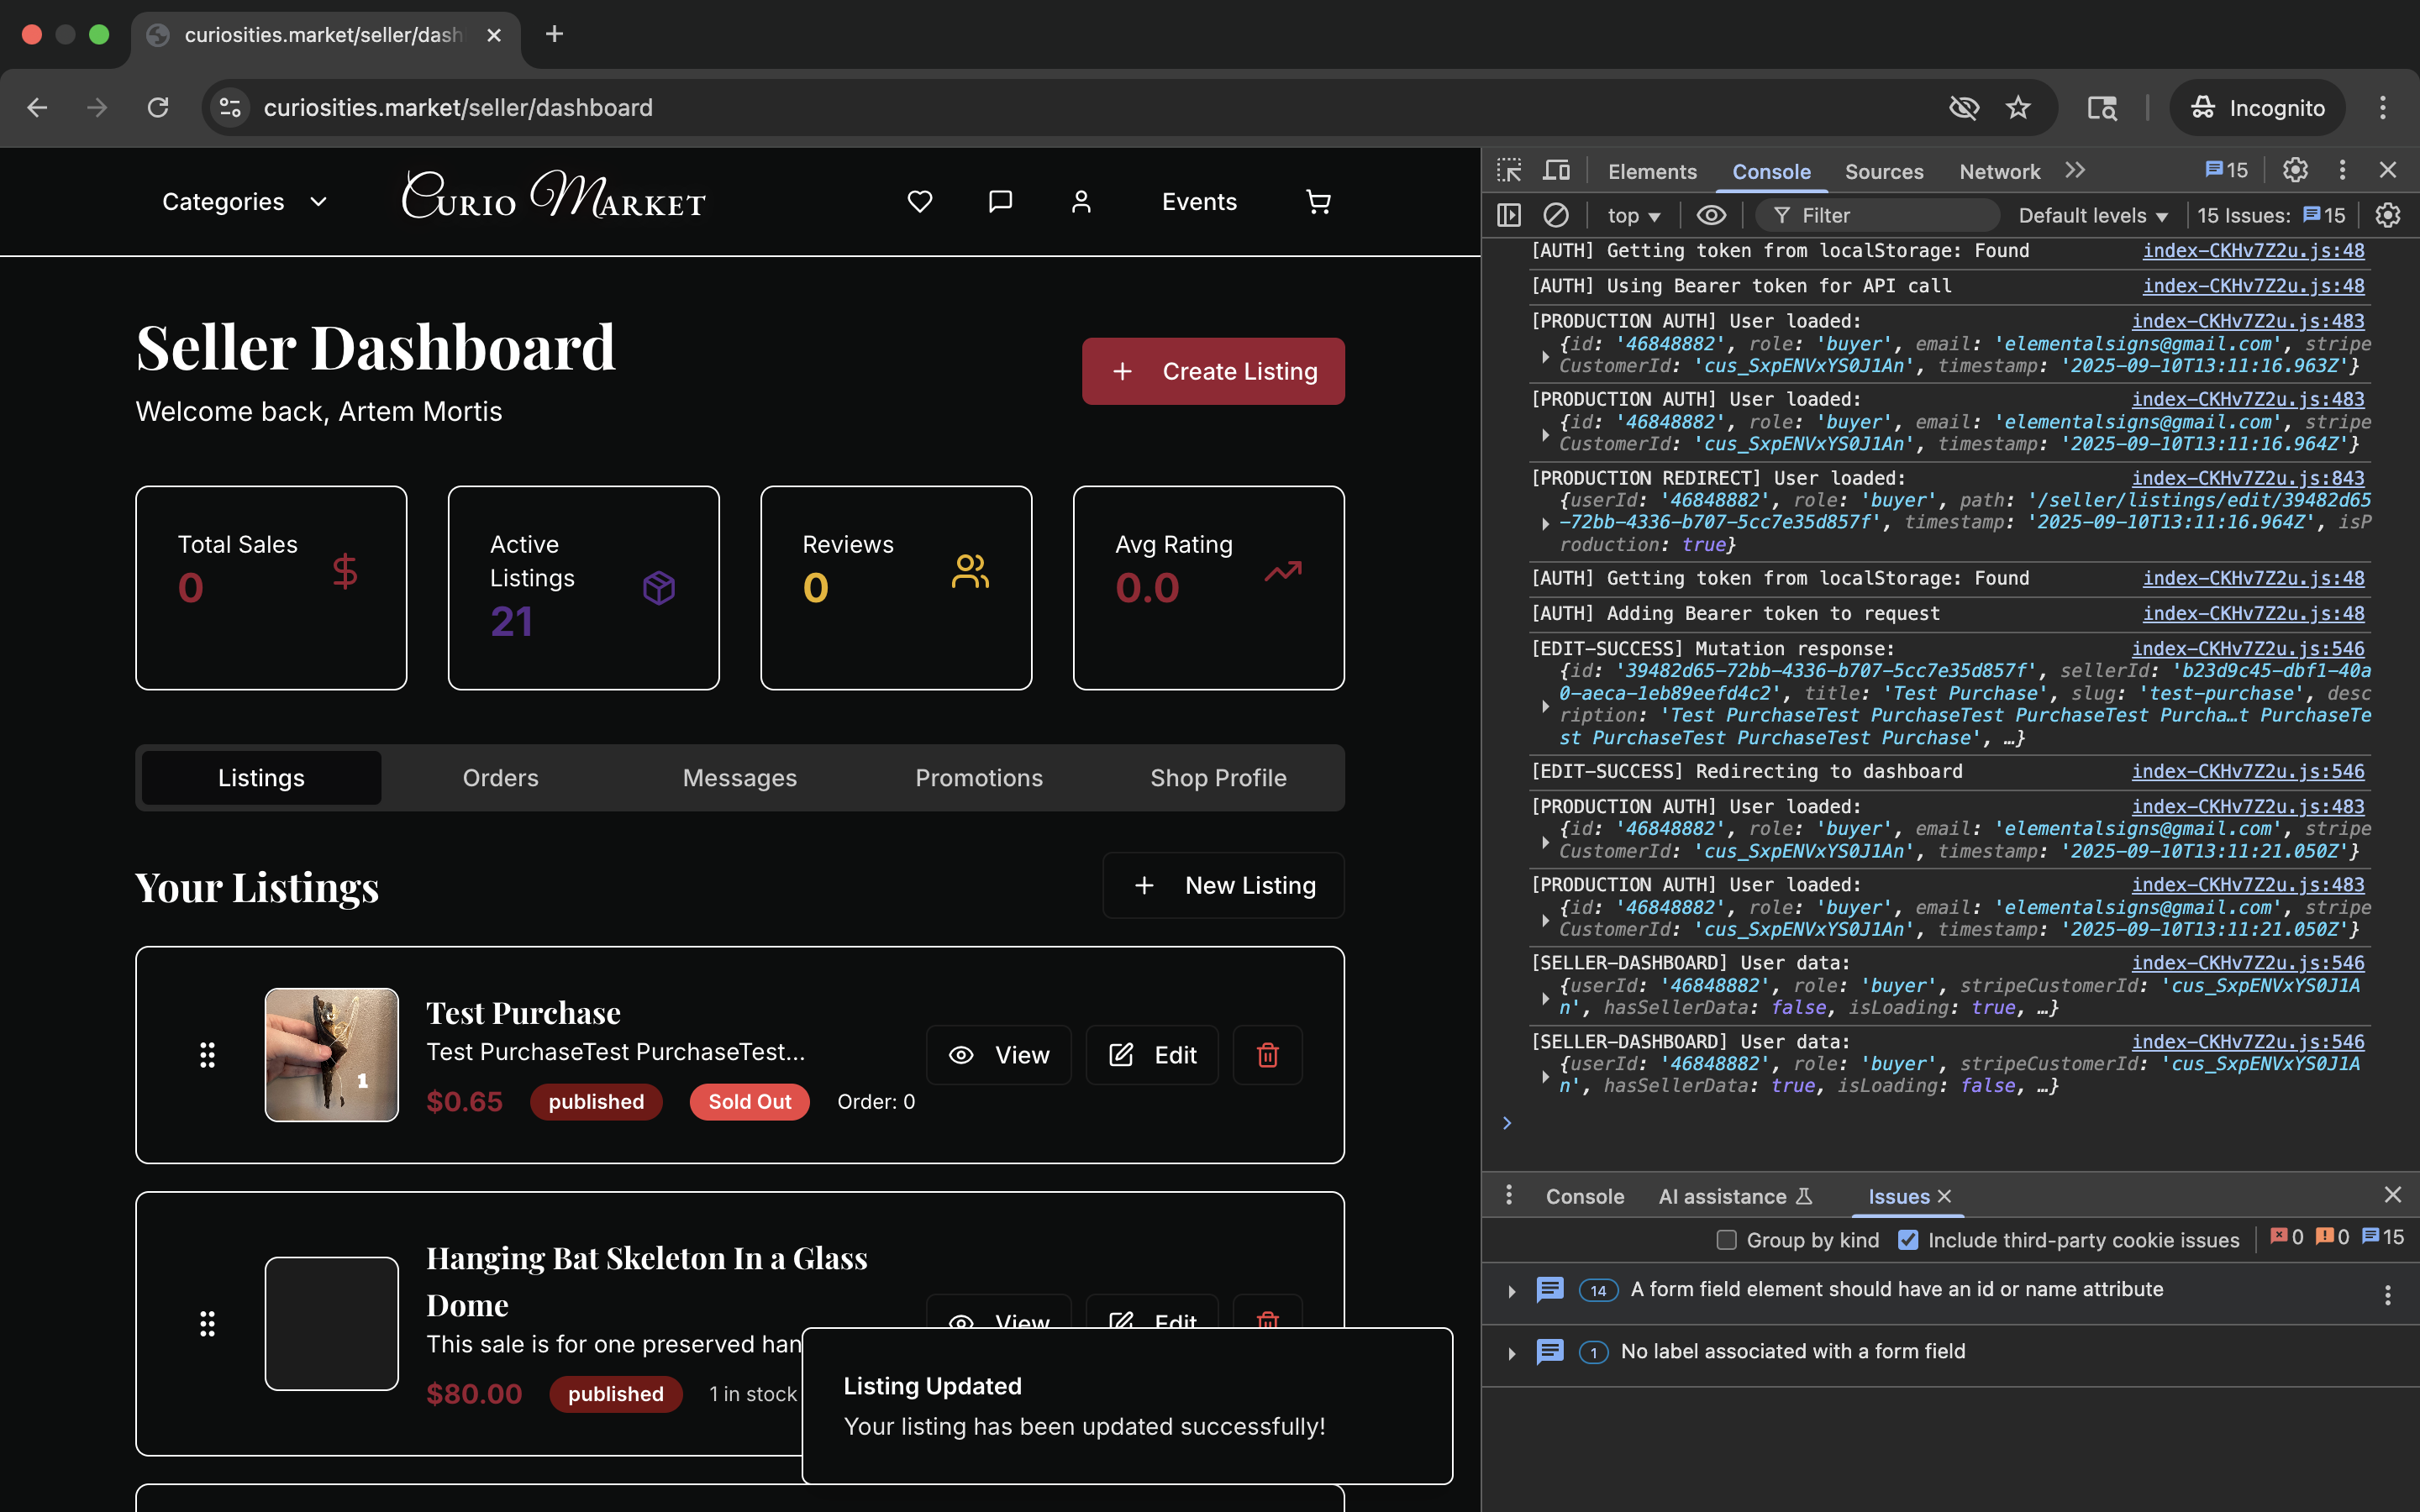 curiosities.market/seller/dash
curiosities.market/seller/dashboard
Incognito
Categories
Curio Market
Events
Seller Dashboard
Welcome back, Artem Mortis
Create Listing
Total Sales
0
Active
Listings
21
Reviews
0
Avg Rating
0.0
Listings
Orders
Messages
Promotions
Shop Profile
Your Listings
New Listing
1
Test Purchase
Test PurchaseTest PurchaseTest...
$0.65
published
Sold Out
Order: 0
View
Edit
Hanging Bat Skeleton In a Glass
Dome
This sale is for one preserved han
$80.00
published
1 in stock
View
Edit
Listing Updated
Your listing has been updated successfully!
Elements
Console
Sources
Network
15
top
Filter
Default levels
15 Issues:
15
[AUTH] Getting token from localStorage: Found index-CKHv7Z2u.js:48
[AUTH] Using Bearer token for API call index-CKHv7Z2u.js:48
[PRODUCTION AUTH] User loaded: index-CKHv7Z2u.js:483
{id: '46848882', role: 'buyer', email: 'elementalsigns@gmail.com', stripe
CustomerId: 'cus_SxpENVxYS0J1An', timestamp: '2025-09-10T13:11:16.963Z'}
[PRODUCTION AUTH] User loaded: index-CKHv7Z2u.js:483
{id: '46848882', role: 'buyer', email: 'elementalsigns@gmail.com', stripe
CustomerId: 'cus_SxpENVxYS0J1An', timestamp: '2025-09-10T13:11:16.964Z'}
[PRODUCTION REDIRECT] User loaded: index-CKHv7Z2u.js:843
{userId: '46848882', role: 'buyer', path: '/seller/listings/edit/39482d65
-72bb-4336-b707-5cc7e35d857f', timestamp: '2025-09-10T13:11:16.964Z', isP
roduction: true}
[AUTH] Getting token from localStorage: Found index-CKHv7Z2u.js:48
[AUTH] Adding Bearer token to request index-CKHv7Z2u.js:48
[EDIT-SUCCESS] Mutation response: index-CKHv7Z2u.js:546
{id: '39482d65-72bb-4336-b707-5cc7e35d857f', sellerId: 'b23d9c45-dbf1-40a
0-aeca-1eb89eefd4c2', title: 'Test Purchase', slug: 'test-purchase', desc
ription: 'Test PurchaseTest PurchaseTest PurchaseTest Purcha…t PurchaseTe
st PurchaseTest PurchaseTest Purchase', …}
[EDIT-SUCCESS] Redirecting to dashboard index-CKHv7Z2u.js:546
[PRODUCTION AUTH] User loaded: index-CKHv7Z2u.js:483
{id: '46848882', role: 'buyer', email: 'elementalsigns@gmail.com', stripe
CustomerId: 'cus_SxpENVxYS0J1An', timestamp: '2025-09-10T13:11:21.050Z'}
[PRODUCTION AUTH] User loaded: index-CKHv7Z2u.js:483
{id: '46848882', role: 'buyer', email: 'elementalsigns@gmail.com', stripe
CustomerId: 'cus_SxpENVxYS0J1An', timestamp: '2025-09-10T13:11:21.050Z'}
[SELLER-DASHBOARD] User data: index-CKHv7Z2u.js:546
{userId: '46848882', role: 'buyer', stripeCustomerId: 'cus_SxpENVxYS0J1A
n', hasSellerData: false, isLoading: true, …}
[SELLER-DASHBOARD] User data: index-CKHv7Z2u.js:546
{userId: '46848882', role: 'buyer', stripeCustomerId: 'cus_SxpENVxYS0J1A
n', hasSellerData: true, isLoading: false, …}
Console
AI assistance
Issues
Group by kind
Include third-party cookie issues
0
0
15
14 A form field element should have an id or name attribute
1 No label associated with a form field